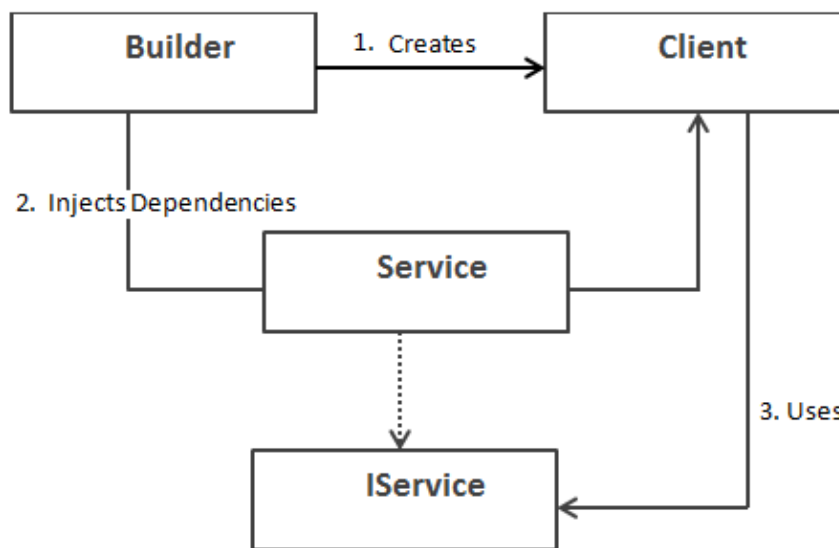 Builder
1. Creates
Client
2. Injects Dependencies
Service
3. Uses
IService